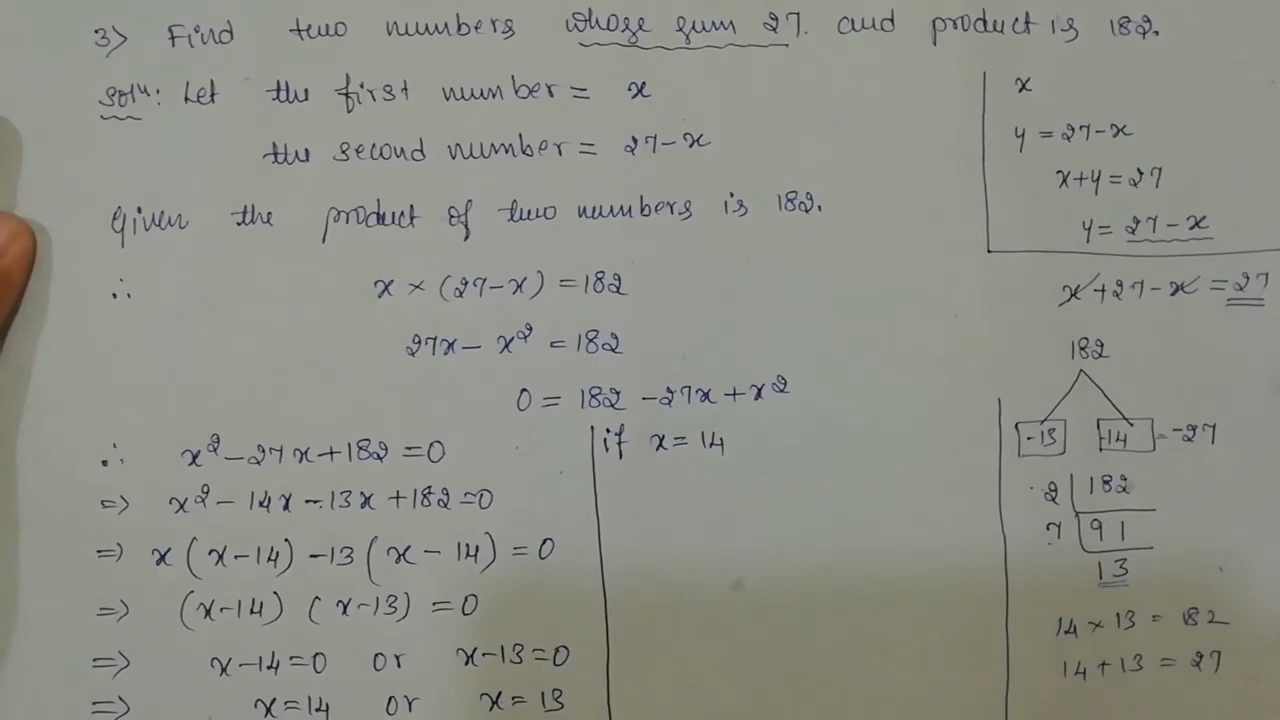 3) Find two numbers whose sum 27. and product is 182.
Solu: Let the first number = x
the second number = 27-x
Given the product of two numbers is 182.
∴ x × (27-x) = 182
27x - x² = 182
0 = 182 - 27x + x²
∴ x² - 27x + 182 = 0
=> x² - 14x - 13x + 182 = 0
=> x(x-14) -13(x-14) = 0
=> (x-14) (x-13) = 0
=> x-14=0 or x-13=0
=> x=14 or x=13
if x=14
x
y = 27-x
x+y=27
y= 27-x
x+27-x = 27
182
-13 -14 = -27
2 | 182
7 | 91
13
14 × 13 = 182
14 + 13 = 27